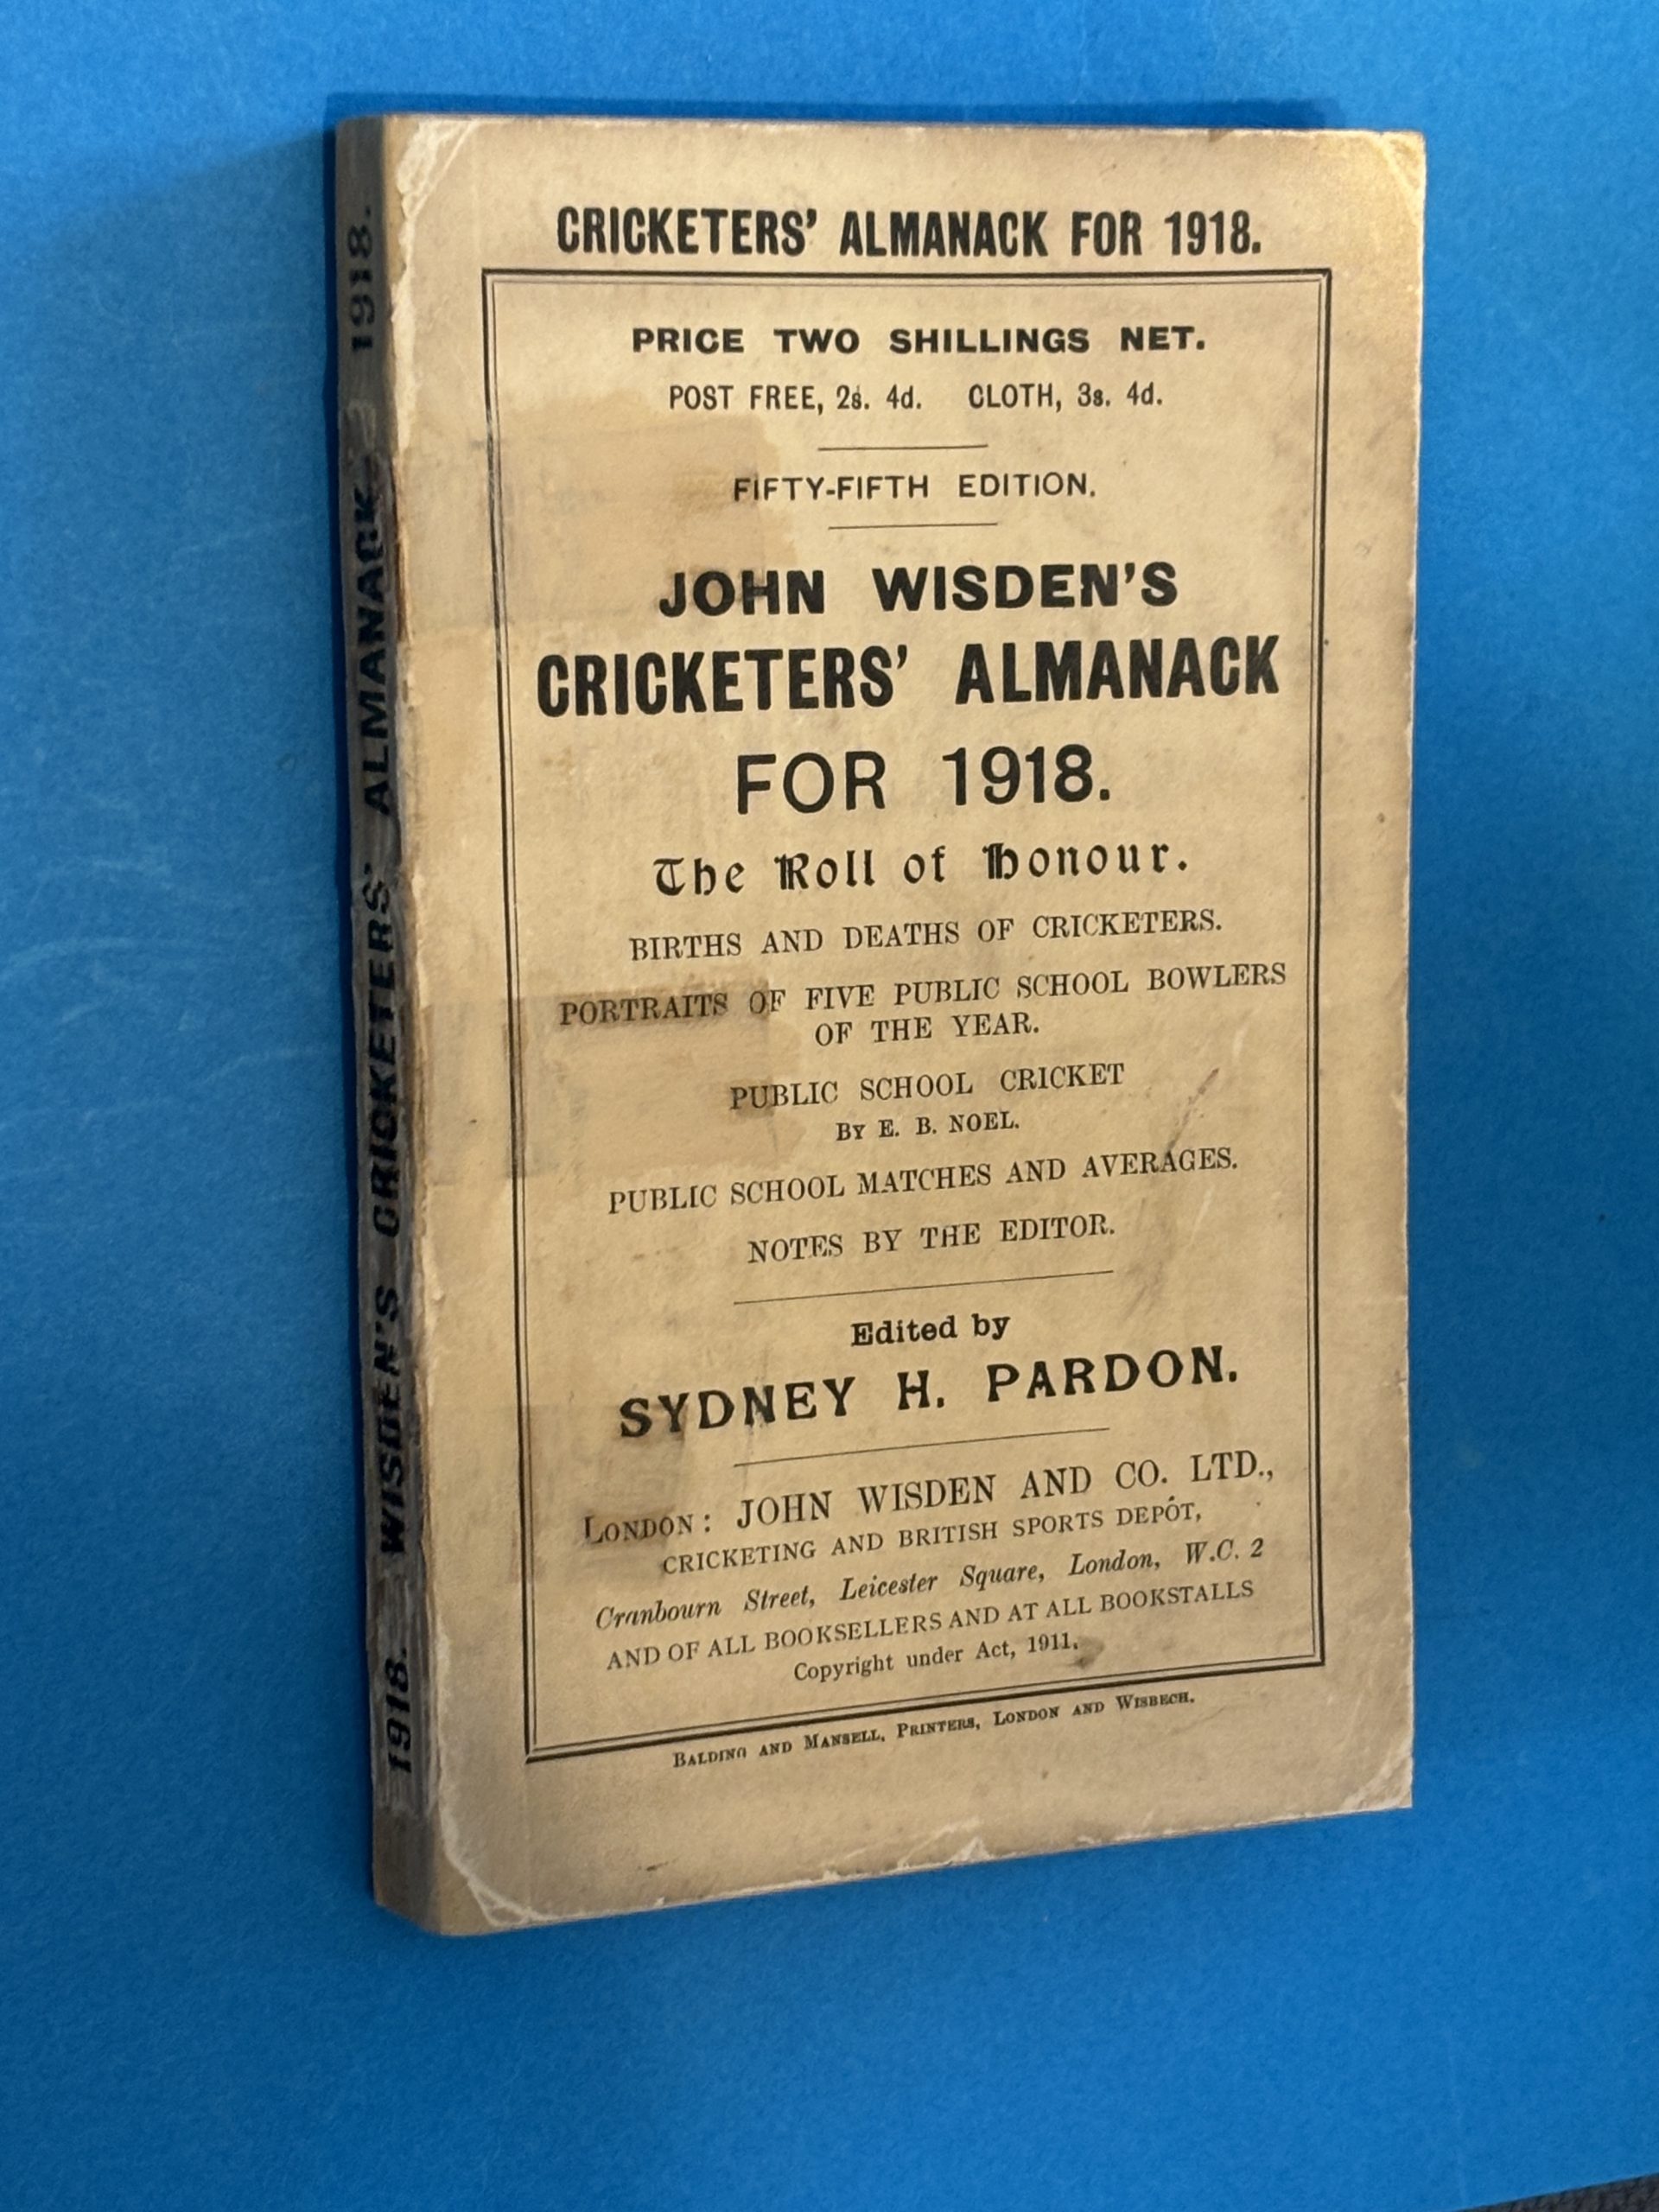 CRICKETERS' ALMANACK FOR 1918.
PRICE TWO SHILLINGS NET.
POST FREE, 2s. 4d. CLOTH, 3s. 4d.
FIFTY-FIFTH EDITION.
JOHN WISDEN'S
CRICKETERS' ALMANACK
FOR 1918.
The Roll of Honour.
BIRTHS AND DEATHS OF CRICKETERS.
PORTRAITS OF FIVE PUBLIC SCHOOL BOWLERS
OF THE YEAR.
PUBLIC SCHOOL CRICKET
BY E. B. NOEL.
PUBLIC SCHOOL MATCHES AND AVERAGES.
NOTES BY THE EDITOR.
Edited by
SYDNEY H. PARDON.
LONDON: JOHN WISDEN AND CO. LTD.,
CRICKETING AND BRITISH SPORTS DEPÔT,
Cranbourn Street, Leicester Square, London, W.C. 2
AND OF ALL BOOKSELLERS AND AT ALL BOOKSTALLS
Copyright under Act, 1911.
BALDING AND MANSELL, PRINTERS, LONDON AND WISBECH.
1918. WISDEN'S CRICKETERS' ALMANACK 1918.